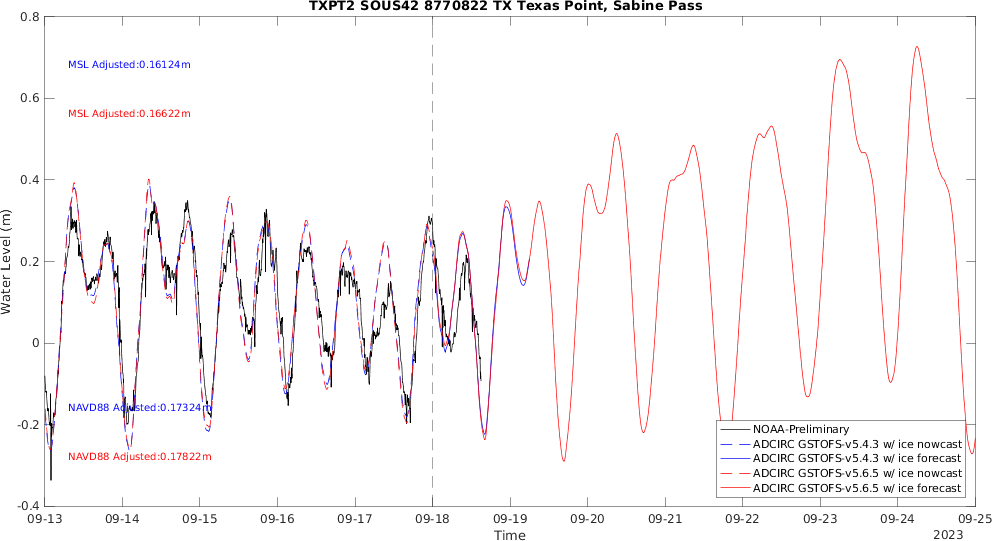 TXPT2 SOUS42 8770822 TX Texas Point, Sabine Pass
0.8
0.6
0.4
0.2
0
-0.2
-0.4
Water Level (m)
MSL Adjusted:0.16124m
MSL Adjusted:0.16622m
NAVD88 Adjusted:0.17324m
NAVD88 Adjusted:0.17822m
NOAA-Preliminary
ADCIRC GSTOFS-v5.4.3 w/ ice nowcast
ADCIRC GSTOFS-v5.4.3 w/ ice forecast
ADCIRC GSTOFS-v5.6.5 w/ ice nowcast
ADCIRC GSTOFS-v5.6.5 w/ ice forecast
09-13 09-14 09-15 09-16 09-17 09-18 09-19 09-20 09-21 09-22 09-23 09-24 09-25
Time
2023